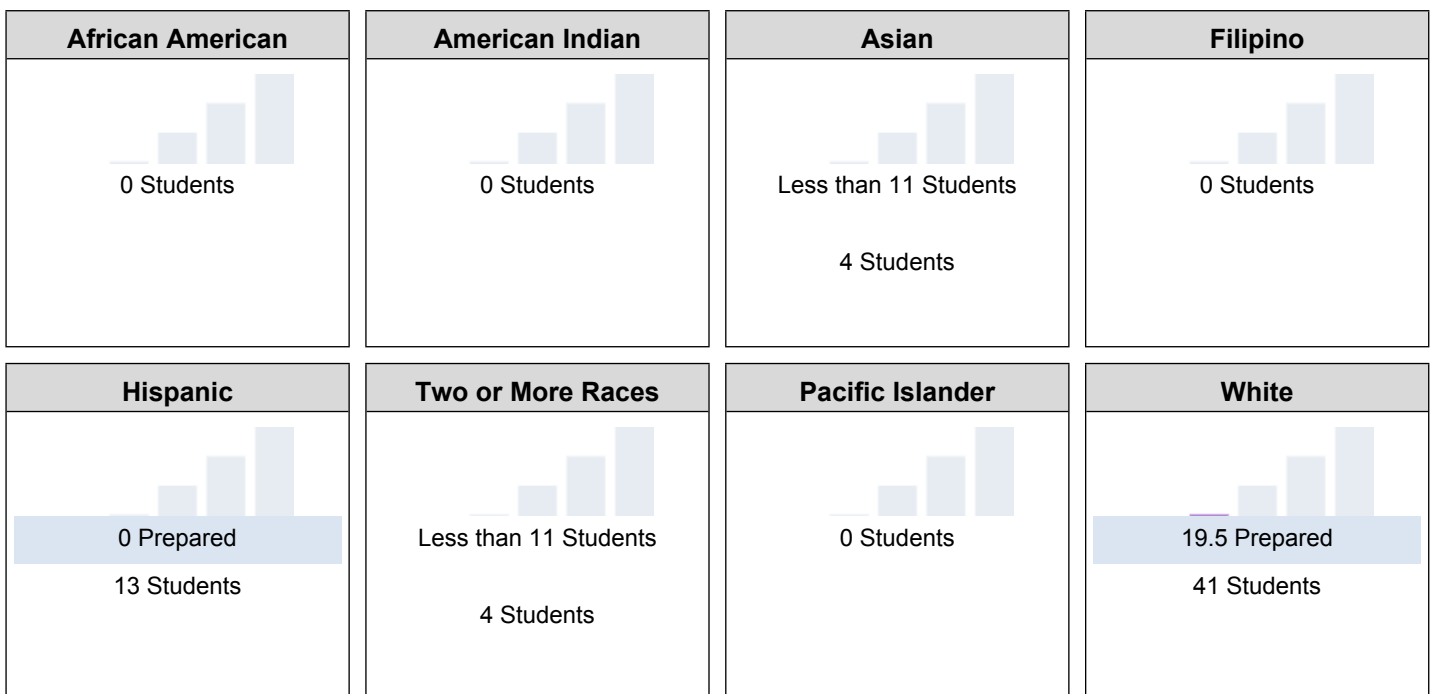 African American
American Indian
Asian
Filipino
0 Students
0 Students
Less than 11 Students
0 Students
4 Students
Hispanic
Two or More Races
Pacific Islander
White
0 Prepared
Less than 11 Students
0 Students
19.5 Prepared
13 Students
41 Students
4 Students